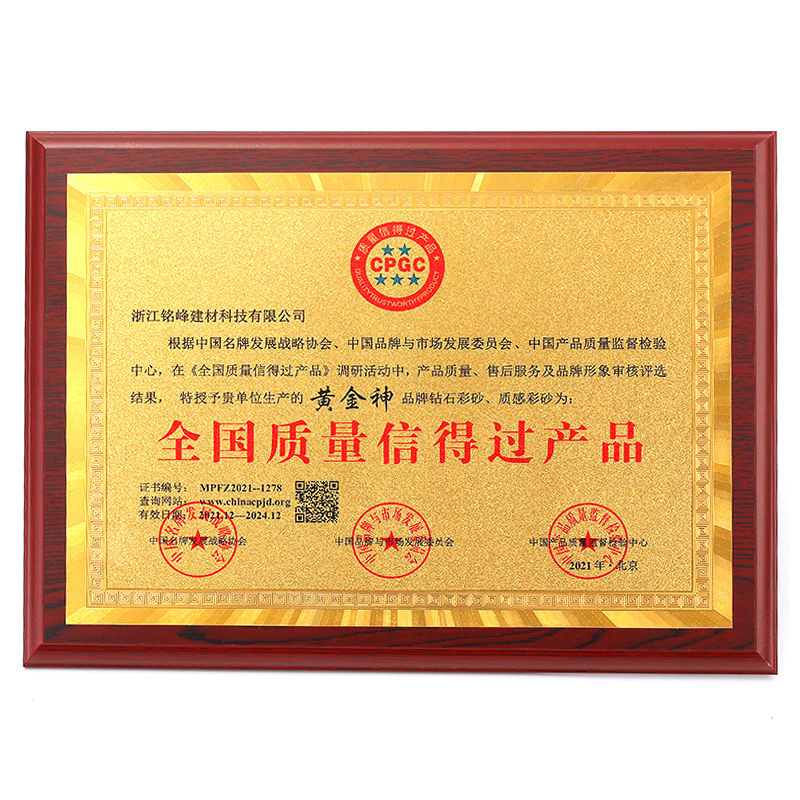 质量信得过产品
CPGC
QUALITYTRUSTWORTHYPRODUCT
浙江铭峰建材科技有限公司
根据中国名牌发展战略协会、中国品牌与市场发展委员会、中国产品质量监督检验
中心，在《全国质量信得过产品》调研活动中，产品质量、售后服务及品牌形象审核评选
结果，特授予贵单位生产的 黄金神 品牌钻石彩砂、质感彩砂为：
全国质量信得过产品
证书编号： MPFZ2021--1278
查询网站： www.chinacpjd.org
有效日期： 2021.12—2024.12
中国名牌发展战略协会 中国品牌与市场发展委员会 中国产品质量监督检验中心
2021 年·北京